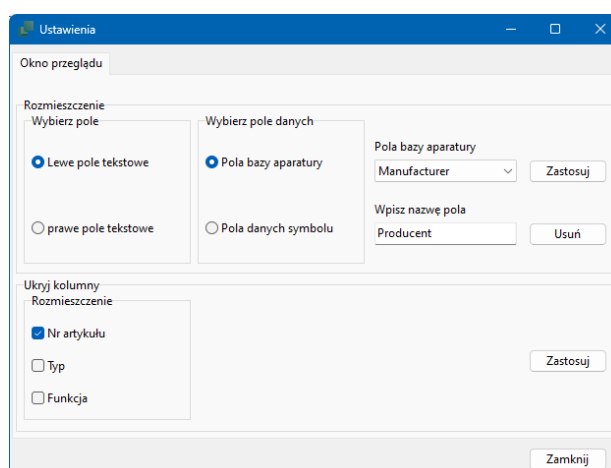 Ustawienia
Okno przeglądu
Rozmieszczenie
Wybierz pole
Lewe pole tekstowe
prawe pole tekstowe
Wybierz pole danych
Pola bazy aparatury
Pola danych symbolu
Pola bazy aparatury
Manufacturer
Zastosuj
Wpisz nazwę pola
Producent
Usuń
Ukryj kolumny
Rozmieszczenie
Nr artykułu
Typ
Funkcja
Zastosuj
Zamknij